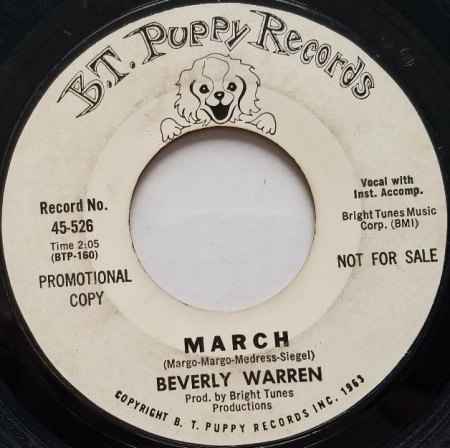 B.T. Puppy Records
Record No.
45-526
Time 2:05
(BTP-160)
PROMOTIONAL
COPY
Vocal with
Inst. Accomp.
Bright Tunes Music
Corp. (BMI)
NOT FOR SALE
MARCH
(Margo-Margo-Medress-Siegel)
BEVERLY WARREN
Prod. by Bright Tunes
Productions
COPYRIGHT B. T. PUPPY RECORDS INC. 1963